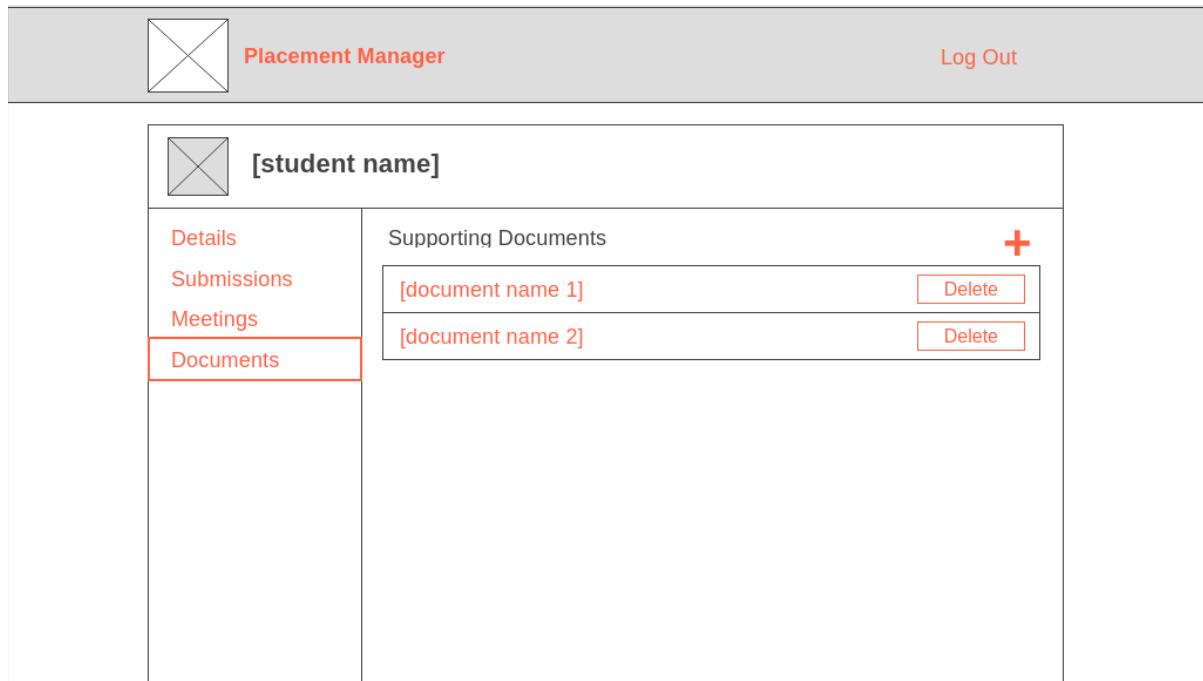 Placement Manager
Log Out
[student name]
Details
Submissions
Meetings
Documents
Supporting Documents
+
[document name 1]
Delete
[document name 2]
Delete